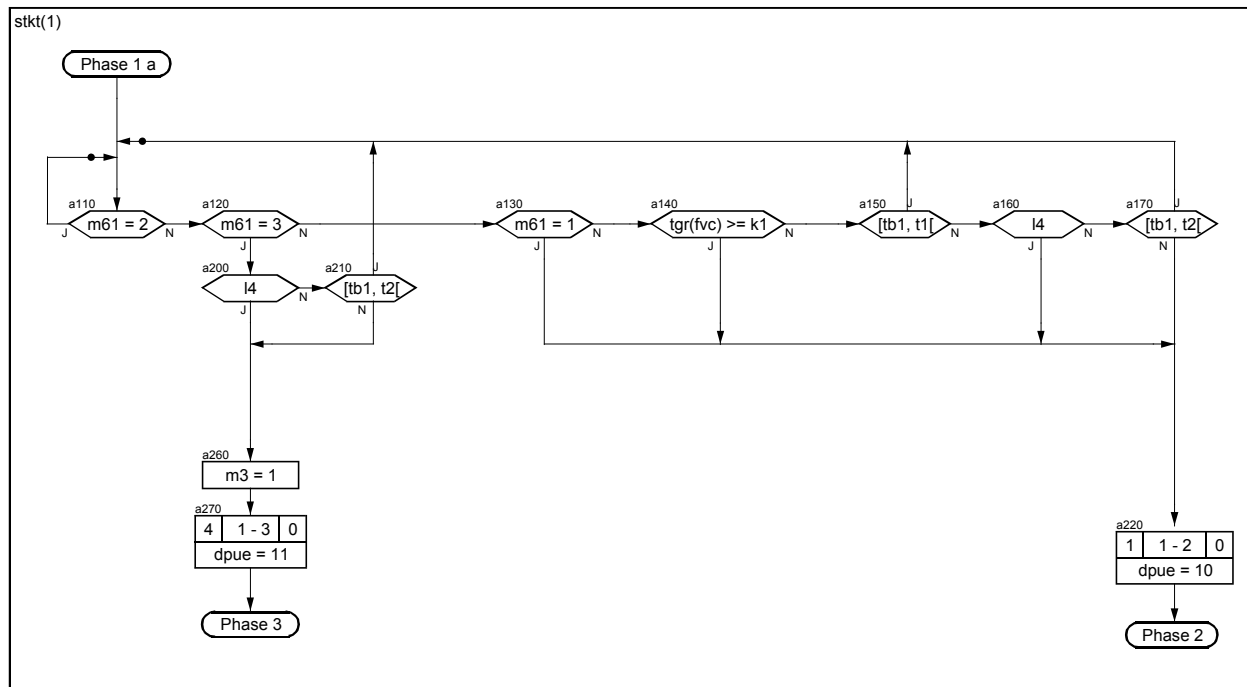 stkt(1)
Phase 1 a
a110
m61 = 2
J
N
a120
m61 = 3
J
N
a130
m61 = 1
J
N
a140
tgr(fvc) >= k1
J
N
a150
[tb1, t1[
J
N
a160
l4
J
N
a170
[tb1, t2[
J
N
a200
l4
J
N
a210
[tb1, t2[
J
N
a260
m3 = 1
a270
4 1 - 3 0
dpue = 11
Phase 3
a220
1 1 - 2 0
dpue = 10
Phase 2